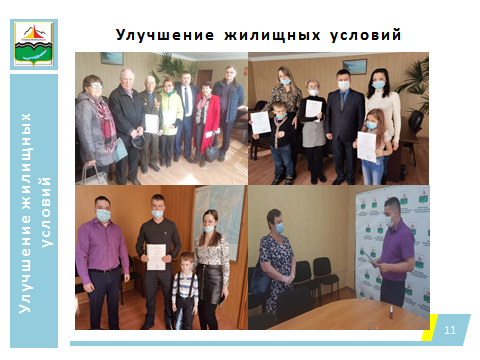 Улучшение жилищных условий
Улучшение жилищных
условий
11